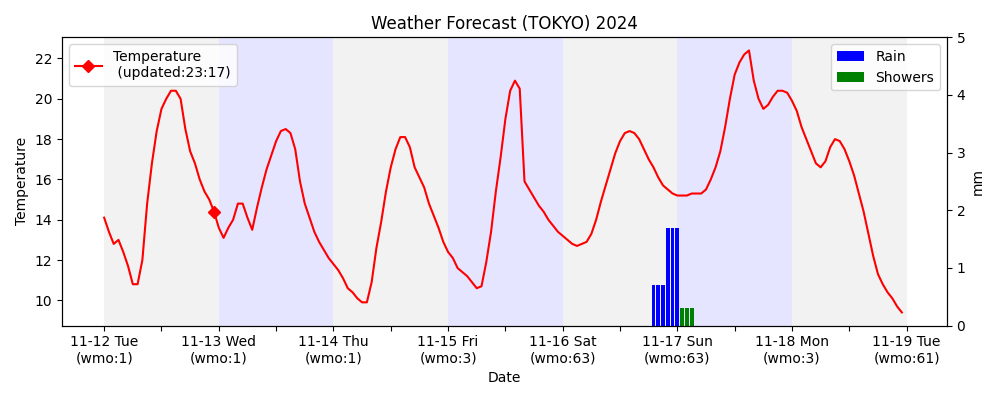 Weather Forecast (TOKYO) 2024
Temperature
(updated:23:17)
Rain
Showers
22
20
18
16
14
12
10
Temperature
5
4
3
2
1
0
mm
11-12 Tue
(wmo:1)
11-13 Wed
(wmo:1)
11-14 Thu
(wmo:1)
11-15 Fri
(wmo:3)
11-16 Sat
(wmo:63)
11-17 Sun
(wmo:63)
11-18 Mon
(wmo:3)
11-19 Tue
(wmo:61)
Date